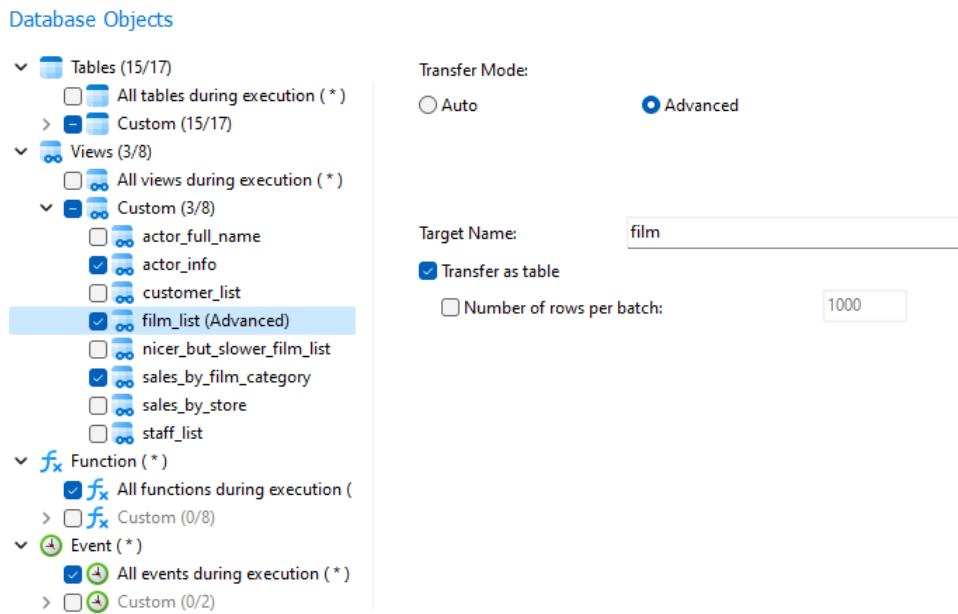 Database Objects
Tables (15/17)
All tables during execution ( * )
Custom (15/17)
Views (3/8)
All views during execution ( * )
Custom (3/8)
actor_full_name
actor_info
customer_list
film_list (Advanced)
nicer_but_slower_film_list
sales_by_film_category
sales_by_store
staff_list
Function ( * )
All functions during execution (
Custom (0/8)
Event ( * )
All events during execution ( * )
Custom (0/2)
Transfer Mode:
Auto Advanced
Target Name: film
Transfer as table
Number of rows per batch: 1000